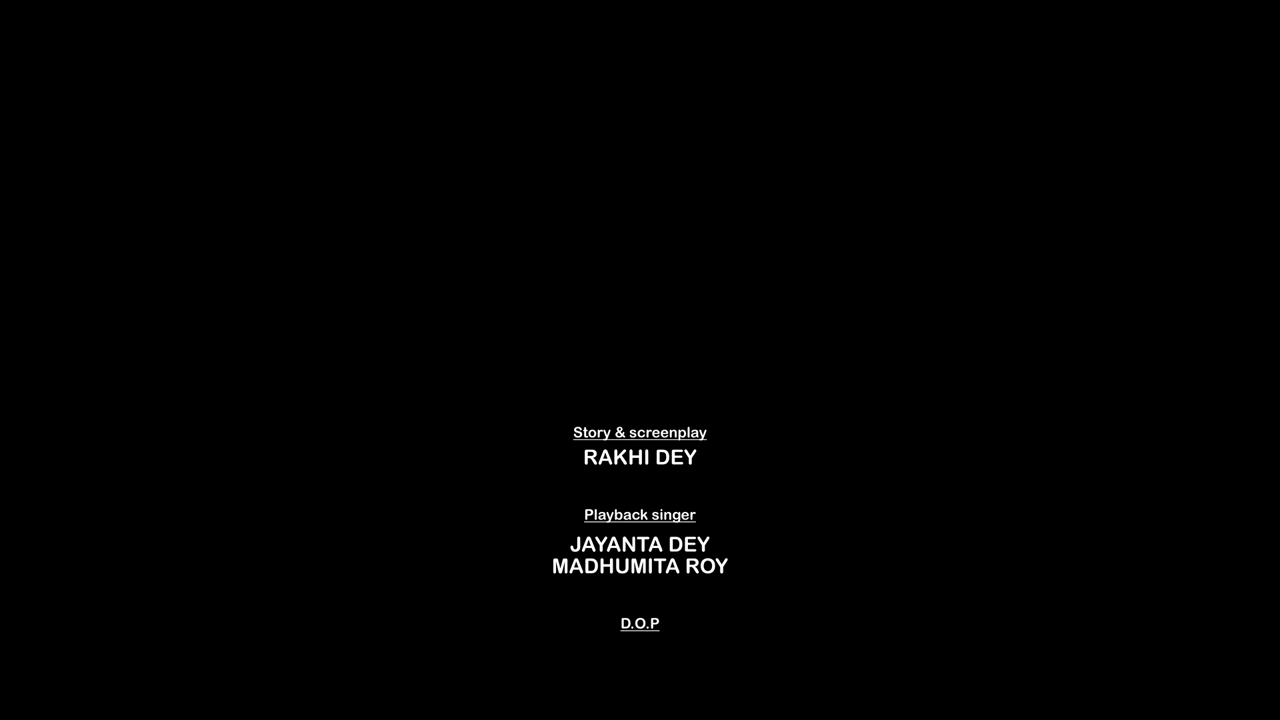 Story & screenplay
RAKHI DEY
Playback singer
JAYANTA DEY
MADHUMITA ROY
D.O.P